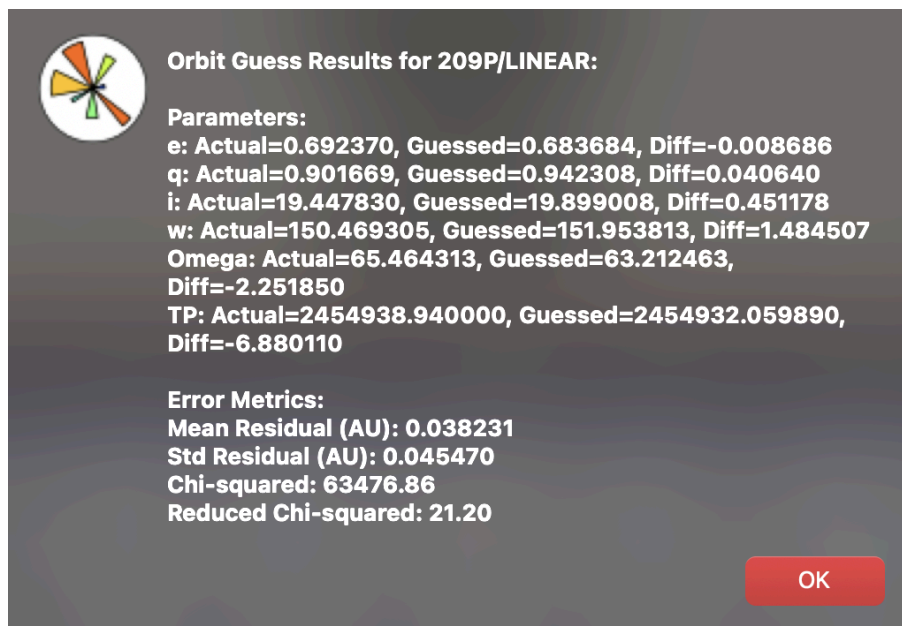 Orbit Guess Results for 209P/LINEAR:
Parameters:
e: Actual=0.692370, Guessed=0.683684, Diff=-0.008686
q: Actual=0.901669, Guessed=0.942308, Diff=0.040640
i: Actual=19.447830, Guessed=19.899008, Diff=0.451178
w: Actual=150.469305, Guessed=151.953813, Diff=1.484507
Omega: Actual=65.464313, Guessed=63.212463,
Diff=-2.251850
TP: Actual=2454938.940000, Guessed=2454932.059890,
Diff=-6.880110
Error Metrics:
Mean Residual (AU): 0.038231
Std Residual (AU): 0.045470
Chi-squared: 63476.86
Reduced Chi-squared: 21.20
OK